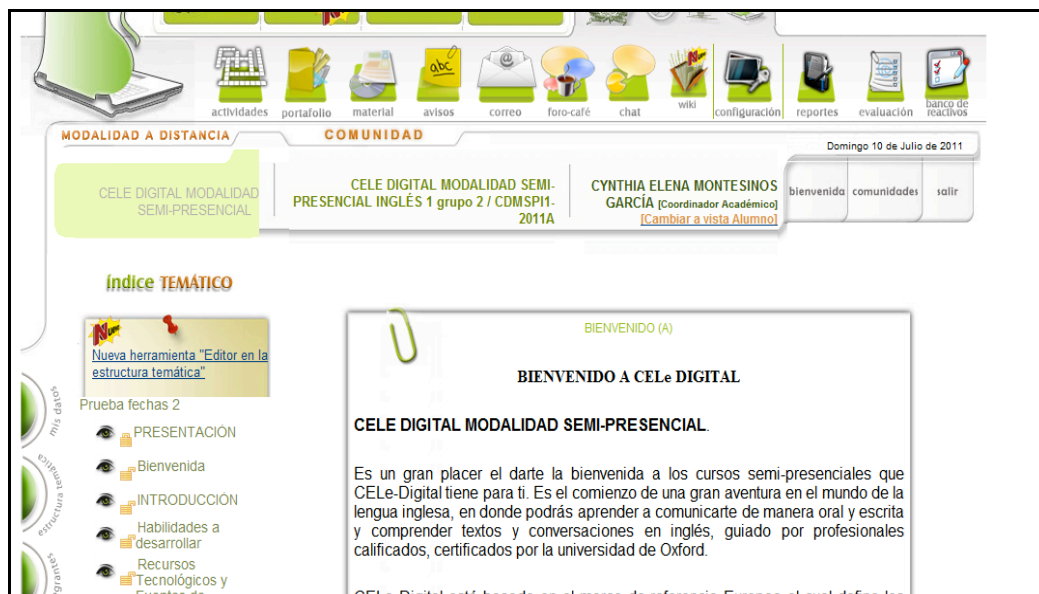 actividades
portafolio
material
abc
avisos
@
correo
foro-café
chat
wiki
configuración
reportes
evaluación
banco de
reactivos
MODALIDAD A DISTANCIA
COMUNIDAD
Domingo 10 de Julio de 2011
CELE DIGITAL MODALIDAD
SEMI-PRESENCIAL
CELE DIGITAL MODALIDAD SEMI-
PRESENCIAL INGLÉS 1 grupo 2 / CDMSPI1-
2011A
CYNTHIA ELENA MONTESINOS
GARCÍA [Coordinador Académico]
[Cambiar a vista Alumno]
bienvenida
comunidades
salir
índice TEMÁTICO
Nueva herramienta "Editor en la
estructura temática"
Prueba fechas 2
PRESENTACIÓN
Bienvenida
INTRODUCCIÓN
Habilidades a
desarrollar
Recursos
Tecnológicos y
mis datos
estructura temática
BIENVENIDO (A)
BIENVENIDO A CELe DIGITAL
CELE DIGITAL MODALIDAD SEMI-PRESENCIAL.
Es un gran placer el darte la bienvenida a los cursos semi-presenciales que
CELe-Digital tiene para ti. Es el comienzo de una gran aventura en el mundo de la
lengua inglesa, en donde podrás aprender a comunicarte de manera oral y escrita
y comprender textos y conversaciones en inglés, guiado por profesionales
calificados, certificados por la universidad de Oxford.